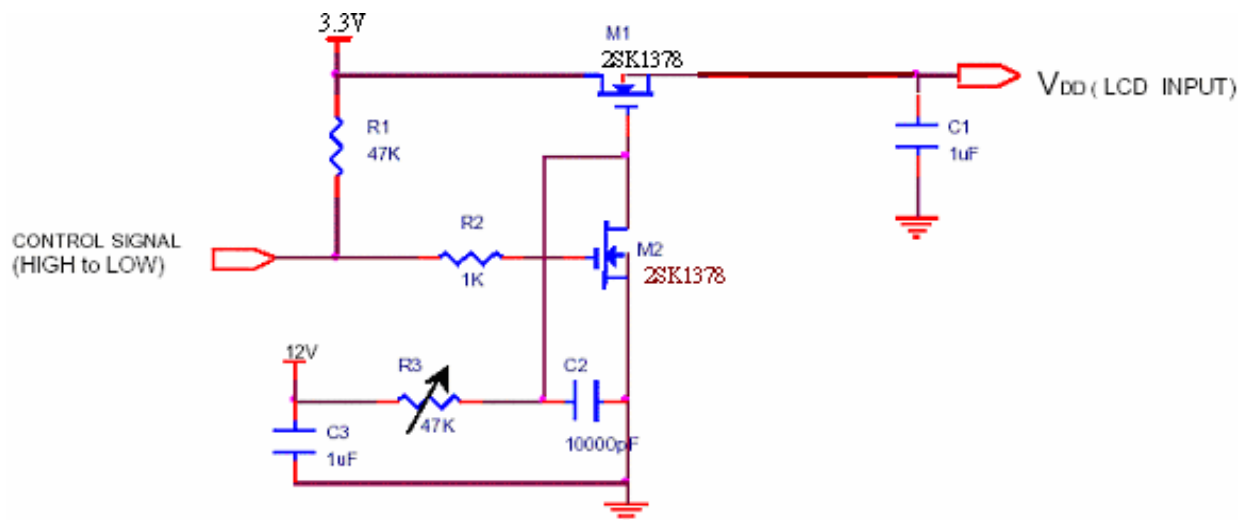 3.3V
M1
2SK1378
VDD ( LCD INPUT)
R1
47K
C1
1uF
CONTROL SIGNAL
(HIGH to LOW)
R2
1K
M2
2SK1378
12V
R3
47K
C2
10000pF
C3
1uF